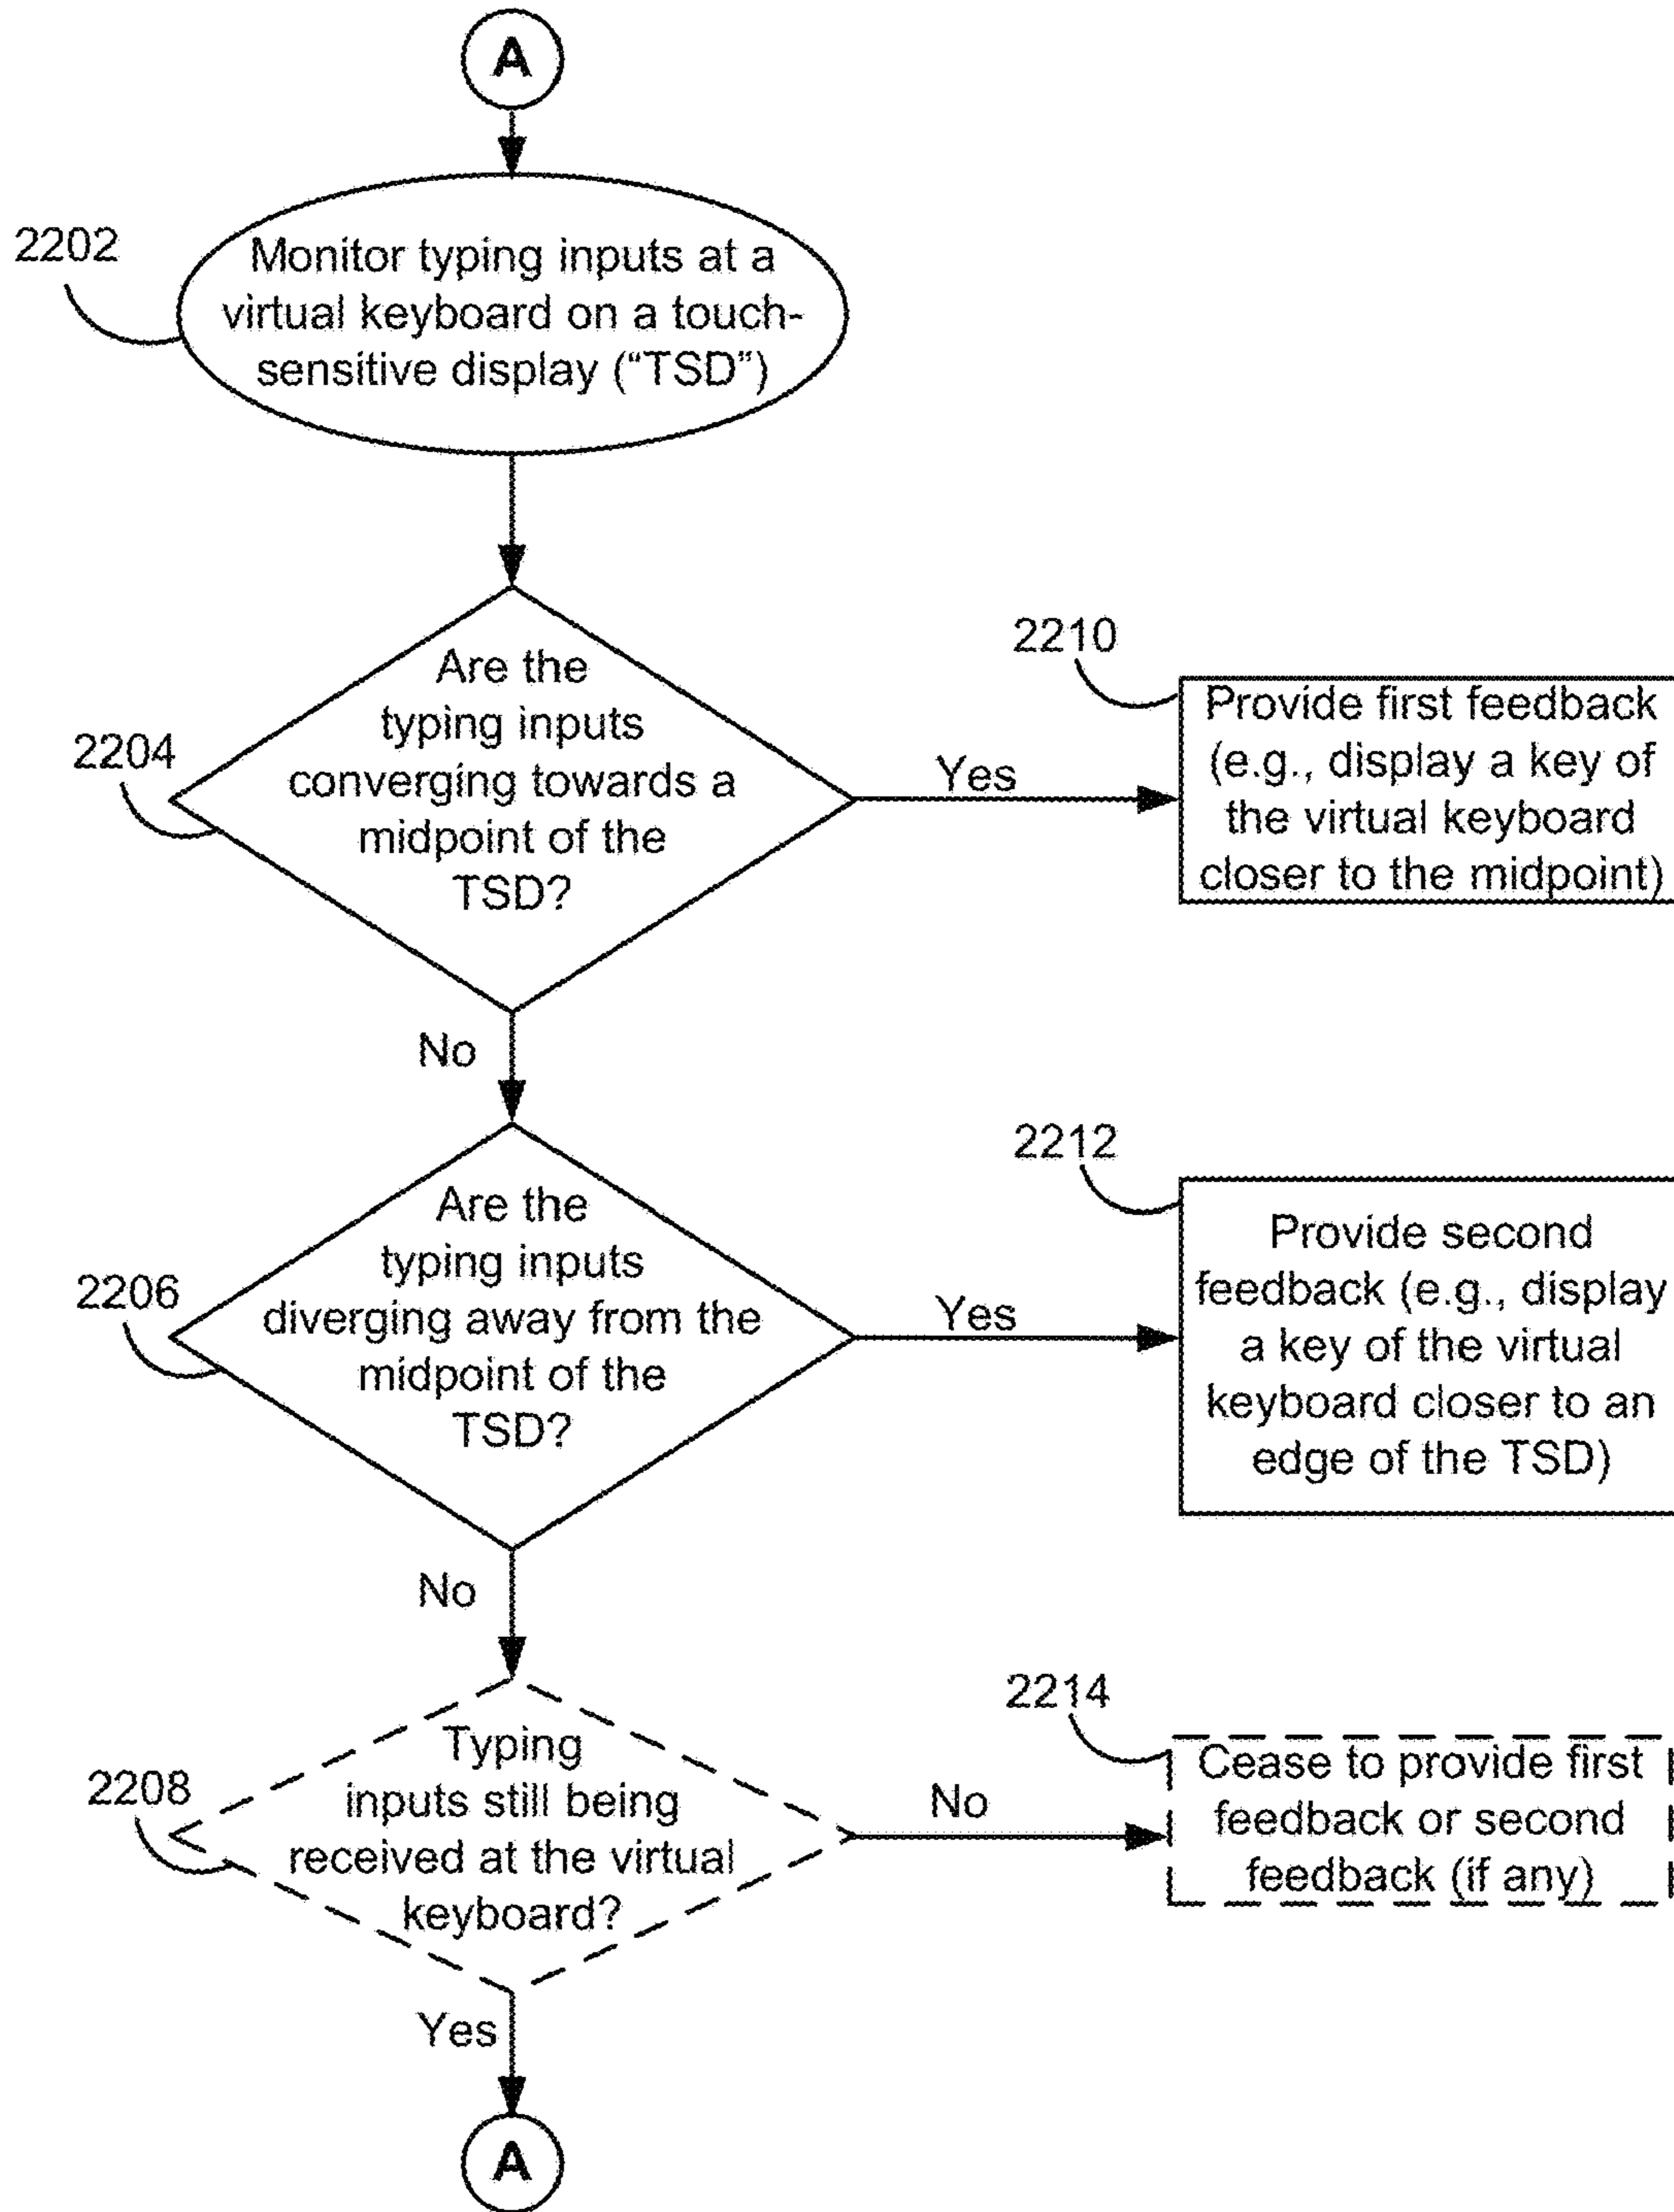 A
2202
Monitor typing inputs at a
virtual keyboard on a touch-
sensitive display (“TSD”)
2204
Are the
typing inputs
converging towards a
midpoint of the
TSD?
Yes
2210
Provide first feedback
(e.g., display a key of
the virtual keyboard
closer to the midpoint)
No
2206
Are the
typing inputs
diverging away from the
midpoint of the
TSD?
Yes
2212
Provide second
feedback (e.g., display
a key of the virtual
keyboard closer to an
edge of the TSD)
No
2208
Typing
inputs still being
received at the virtual
keyboard?
No
2214
Cease to provide first
feedback or second
feedback (if any)
Yes
A